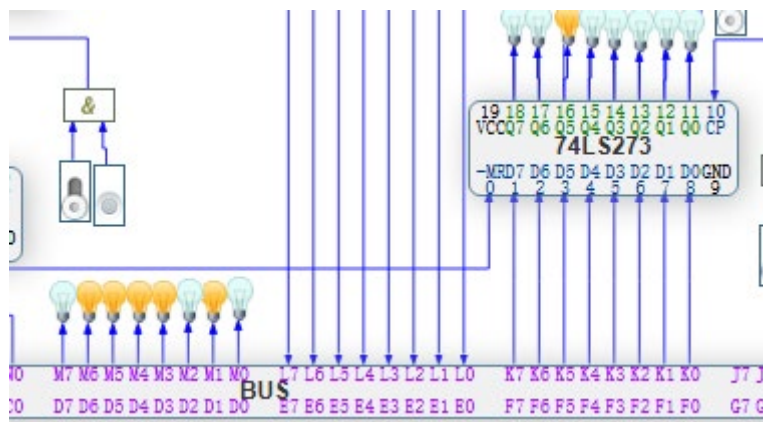 &
19 18 17 16 15 14 13 12 11 10
VCC Q7 Q6 Q5 Q4 Q3 Q2 Q1 Q0 CP
74LS273
-MR D7 D6 D5 D4 D3 D2 D1 D0 GND
0 1 2 3 4 5 6 7 8 9
M7 M6 M5 M4 M3 M2 M1 M0 L7 L6 L5 L4 L3 L2 L1 L0 K7 K6 K5 K4 K3 K2 K1 K0 J7
BUS
D7 D6 D5 D4 D3 D2 D1 D0 E7 E6 E5 E4 E3 E2 E1 E0 F7 F6 F5 F4 F3 F2 F1 F0 G7